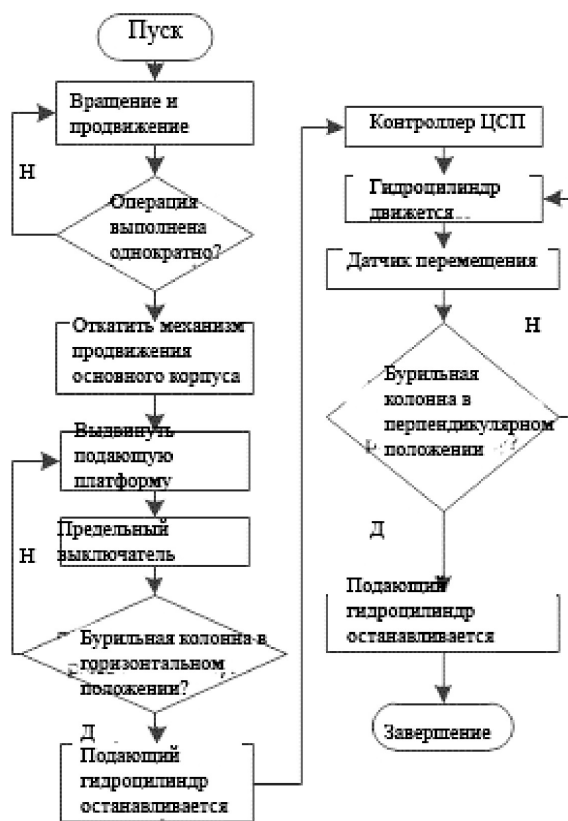 Пуск
Вращение и
продвижение
Н
Операция
выполнена
однократно?
Откатить механизм
продвижения
основного корпуса
Выдвинуть
подающую
платформу
Предельный
выключатель
Н
Бурильная колонна в
горизонтальном
положении?
Д
Подающий
гидроцилиндр
останавливается
Контроллер ЦСП
Гидроцилиндр
движется...
Датчик перемещения
Н
Бурильная
колонна в
перпендикулярном
положении
Д
Подающий
гидроцилиндр
останавливается
Завершение